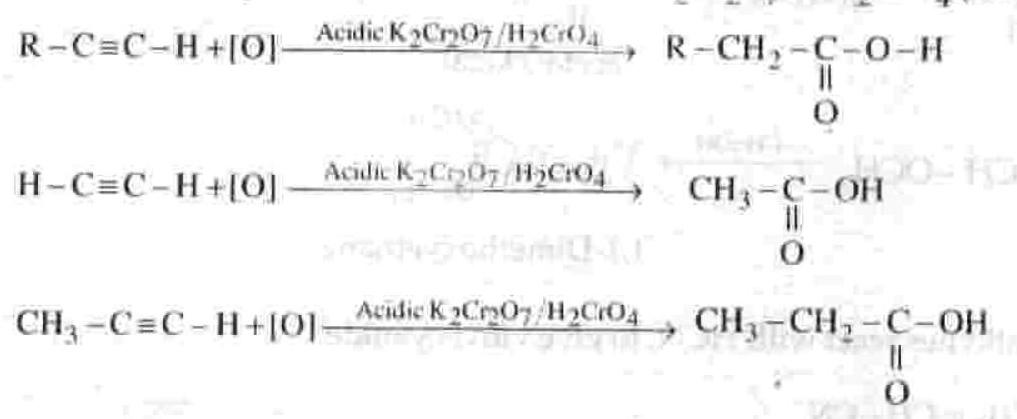 R-C≡C-H+[O] Acidic K₂Cr₂O₇/H₂CrO₄ → R-CH₂-C-O-H
||
O
H-C≡C-H+[O] Acidic K₂Cr₂O₇/H₂CrO₄ → CH₃-C-OH
||
O
CH₃-C≡C-H+[O] Acidic K₂Cr₂O₇/H₂CrO₄ → CH₃-CH₂-C-OH
||
O